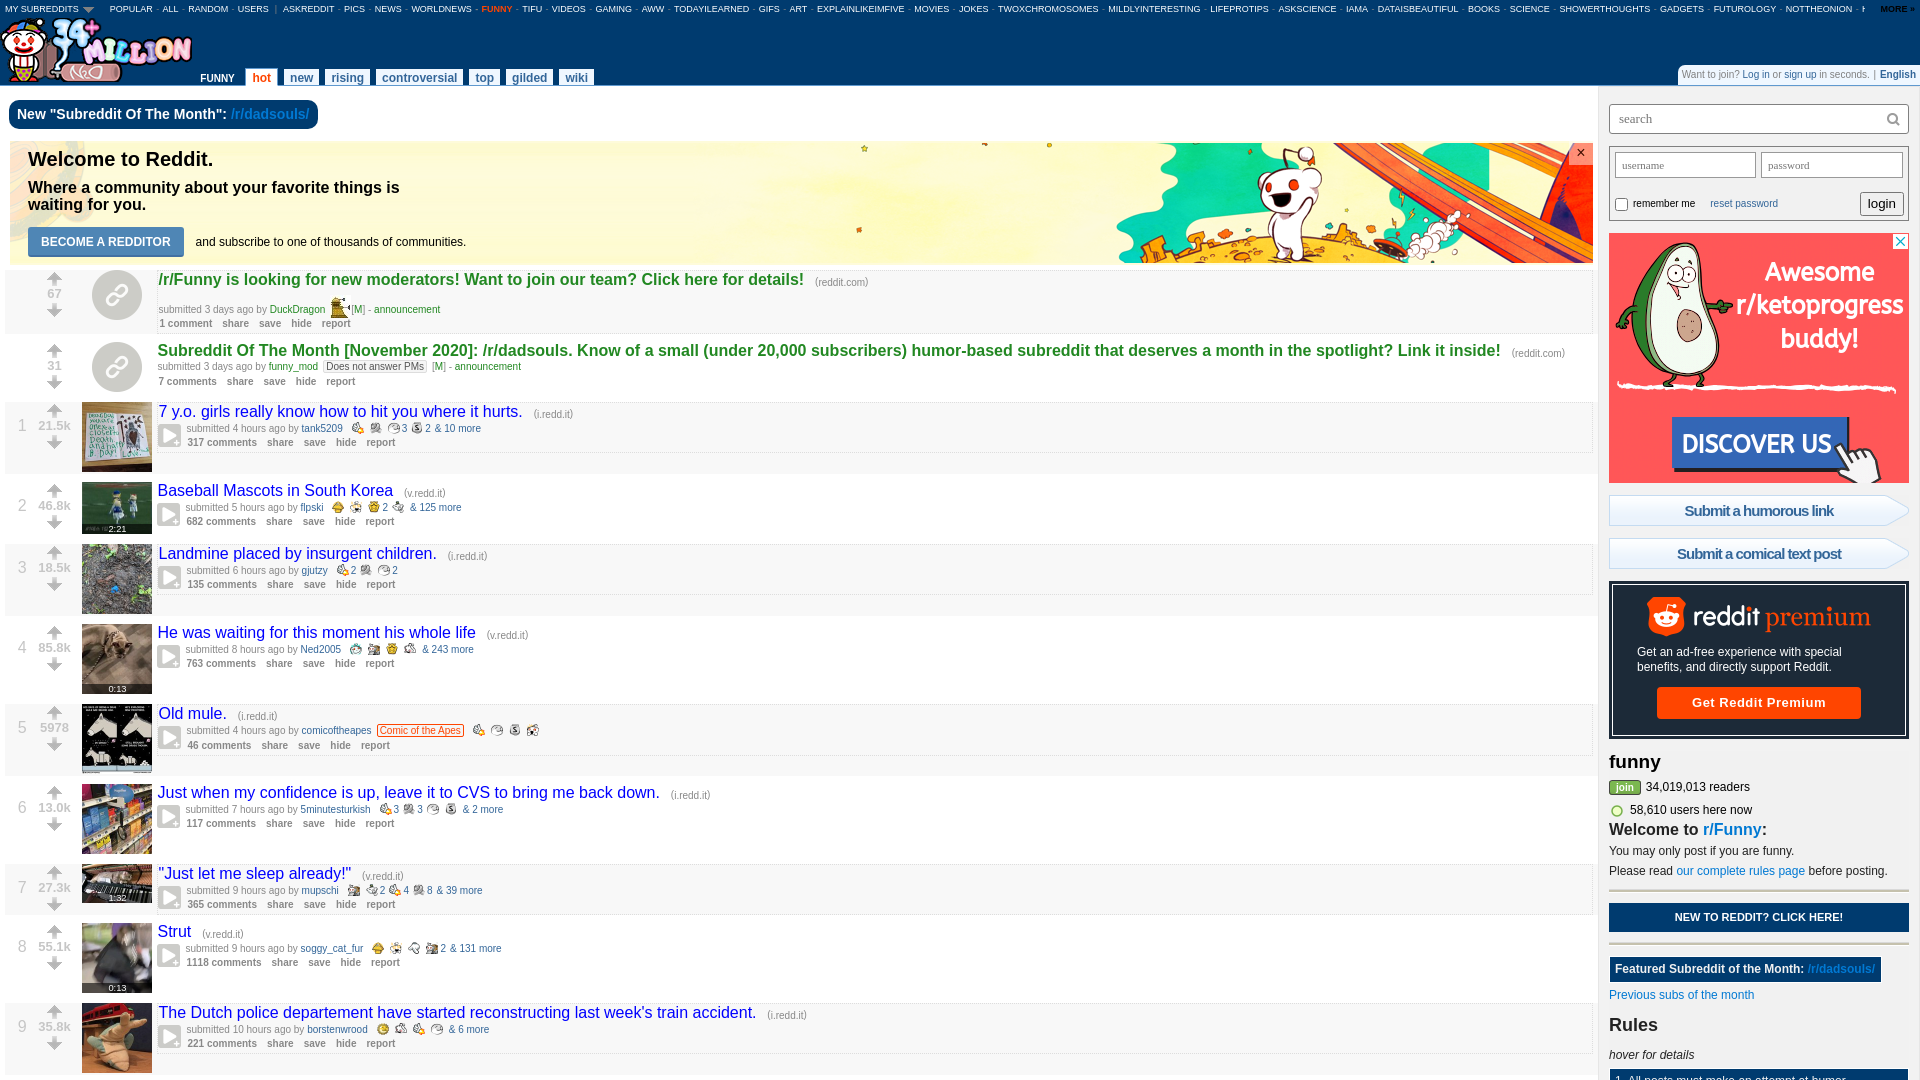 MY SUBREDDITS POPULAR - ALL - RANDOM - USERS | ASKREDDIT - PICS - NEWS - WORLDNEWS - FUNNY - TIFU - VIDEOS - GAMING - AWW - TODAYILEARNED - GIFS - ART - EXPLAINLIKEIMFIVE - MOVIES - JOKES - TWOXCHROMOSOMES - MILDLYINTERESTING - LIFEPROTIPS - ASKSCIENCE - IAMA - DATAISBEAUTIFUL - BOOKS - SCIENCE - SHOWERTHOUGHTS - GADGETS - FUTUROLOGY - NOTTHEONION - MORE »
34+ MILLION
FUNNY hot new rising controversial top gilded wiki
Want to join? Log in or sign up in seconds. | English
New "Subreddit Of The Month": /r/dadsouls/
Welcome to Reddit.
Where a community about your favorite things is
waiting for you.
BECOME A REDDITOR and subscribe to one of thousands of communities.
×
67
/r/Funny is looking for new moderators! Want to join our team? Click here for details! (reddit.com)
submitted 3 days ago by DuckDragon [M] - announcement
1 comment share save hide report
31
Subreddit Of The Month [November 2020]: /r/dadsouls. Know of a small (under 20,000 subscribers) humor-based subreddit that deserves a month in the spotlight? Link it inside! (reddit.com)
submitted 3 days ago by funny_mod Does not answer PMs [M] - announcement
7 comments share save hide report
1 21.5k
7 y.o. girls really know how to hit you where it hurts. (i.redd.it)
submitted 4 hours ago by tank5209 3 2 & 10 more
317 comments share save hide report
2 46.8k
2:21
Baseball Mascots in South Korea (v.redd.it)
submitted 5 hours ago by flpski 2 & 125 more
682 comments share save hide report
3 18.5k
Landmine placed by insurgent children. (i.redd.it)
submitted 6 hours ago by gjutzy 2 2
135 comments share save hide report
4 85.8k
0:13
He was waiting for this moment his whole life (v.redd.it)
submitted 8 hours ago by Ned2005 & 243 more
763 comments share save hide report
5 5978
Old mule. (i.redd.it)
submitted 4 hours ago by comicoftheapes Comic of the Apes
46 comments share save hide report
6 13.0k
Just when my confidence is up, leave it to CVS to bring me back down. (i.redd.it)
submitted 7 hours ago by 5minutesturkish 3 3 & 2 more
117 comments share save hide report
7 27.3k
1:32
"Just let me sleep already!" (v.redd.it)
submitted 9 hours ago by mupschi 2 4 8 & 39 more
365 comments share save hide report
8 55.1k
0:13
Strut (v.redd.it)
submitted 9 hours ago by soggy_cat_fur 2 & 131 more
1118 comments share save hide report
9 35.8k
The Dutch police departement have started reconstructing last week's train accident. (i.redd.it)
submitted 10 hours ago by borstenwrood & 6 more
221 comments share save hide report
search
username password
remember me reset password login
Awesome
r/ketoprogress
buddy!
DISCOVER US
Submit a humorous link
Submit a comical text post
reddit premium
Get an ad-free experience with special
benefits, and directly support Reddit.
Get Reddit Premium
funny
join 34,019,013 readers
58,610 users here now
Welcome to r/Funny:
You may only post if you are funny.
Please read our complete rules page before posting.
NEW TO REDDIT? CLICK HERE!
Featured Subreddit of the Month: /r/dadsouls/
Previous subs of the month
Rules
hover for details
1. All posts must make an attempt at humor.